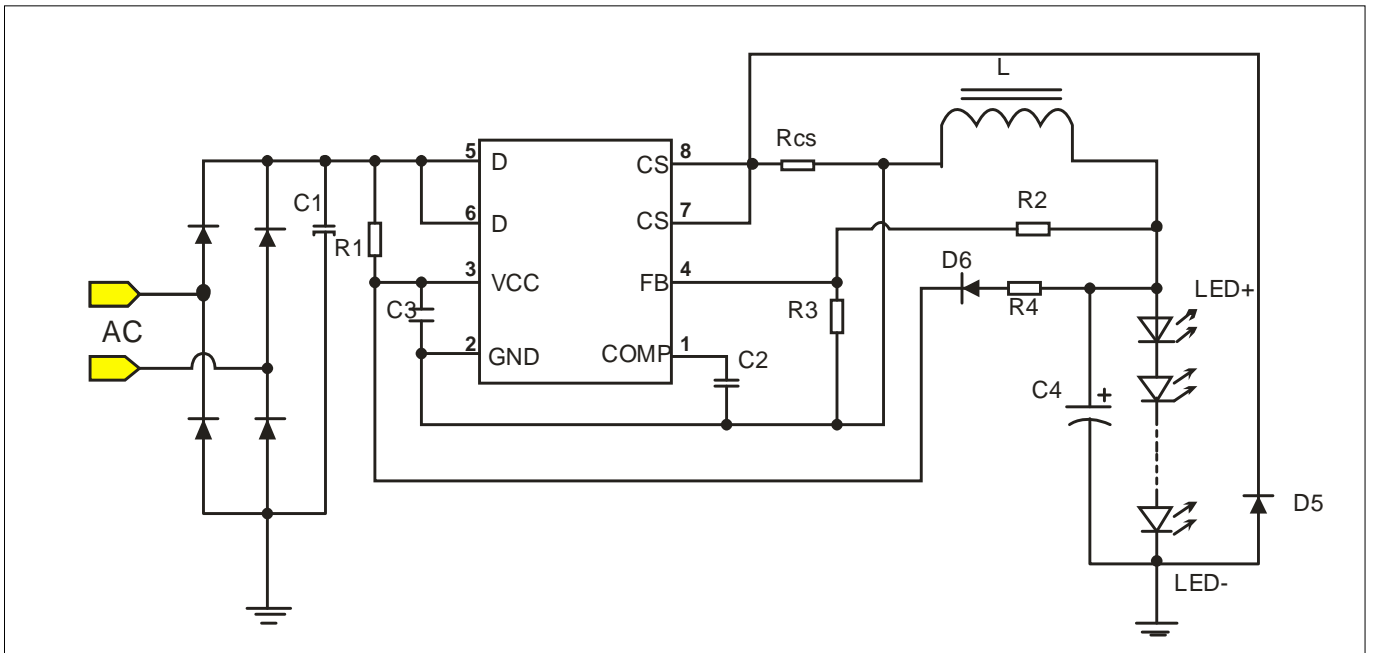 L
Rcs
5
D
CS
8
C1
R2
R1
6
D
CS
7
D6
3
VCC
FB
4
LED+
AC
C3
R3
R4
2
GND
COMP
1
C2
C4
+
D5
LED-